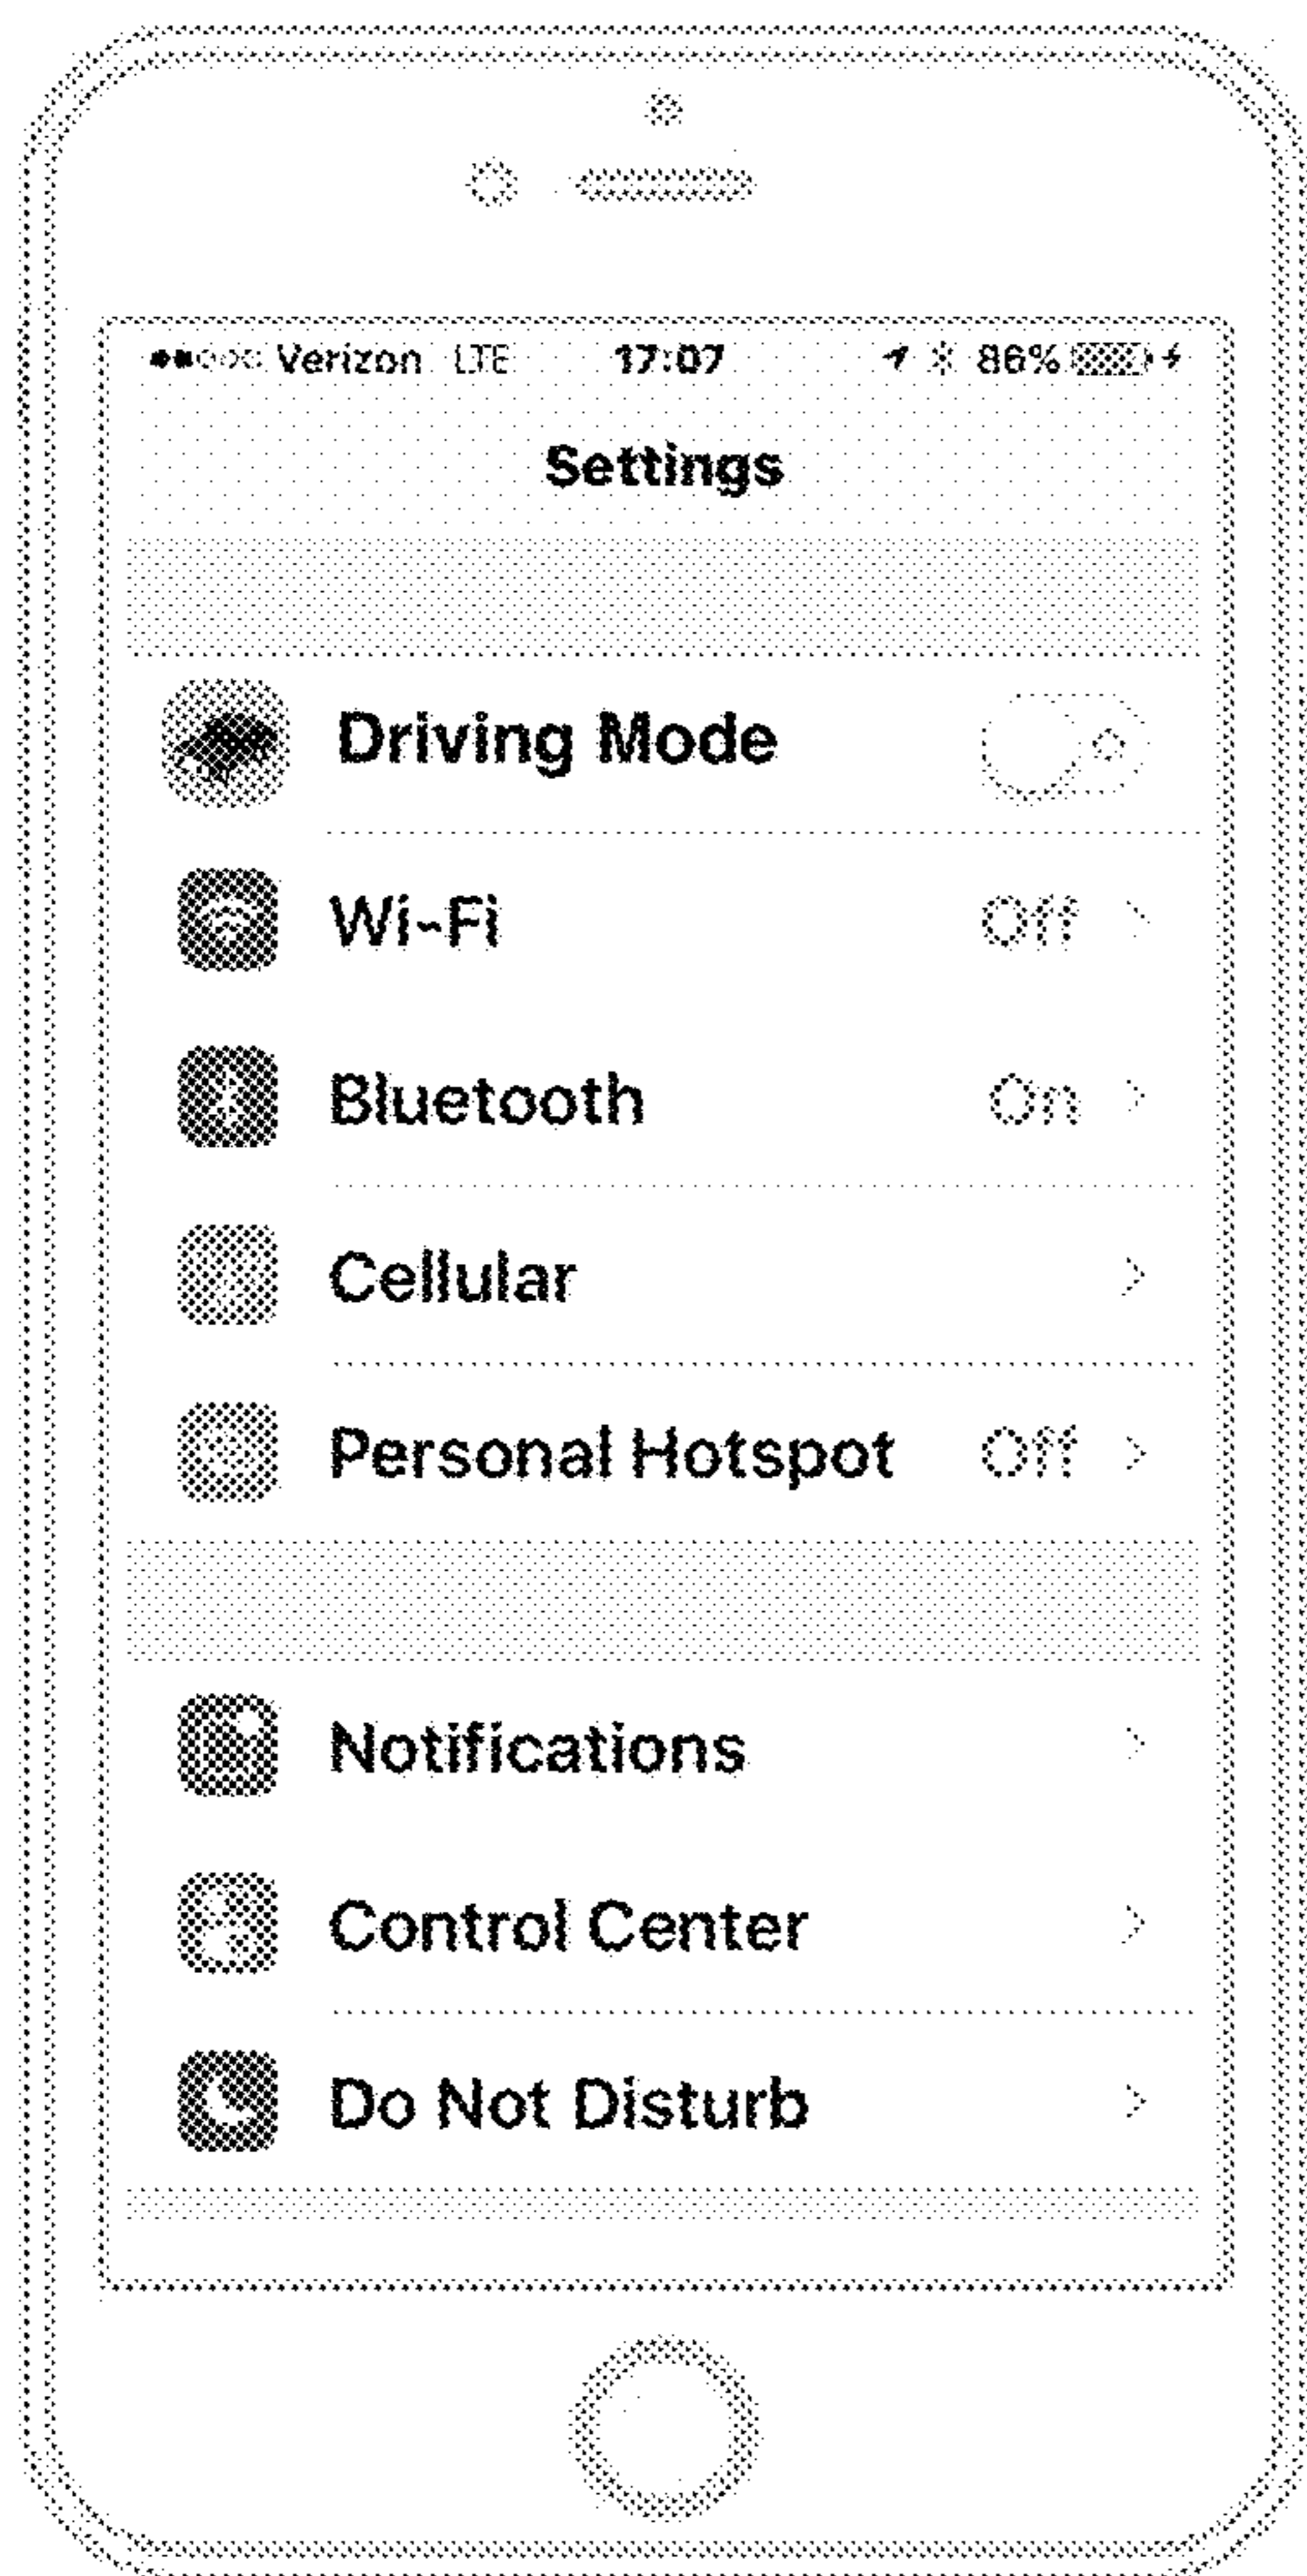 Verizon LTE 17:07 86%
Settings
Driving Mode
Wi-Fi Off
Bluetooth On
Cellular
Personal Hotspot Off
Notifications
Control Center
Do Not Disturb